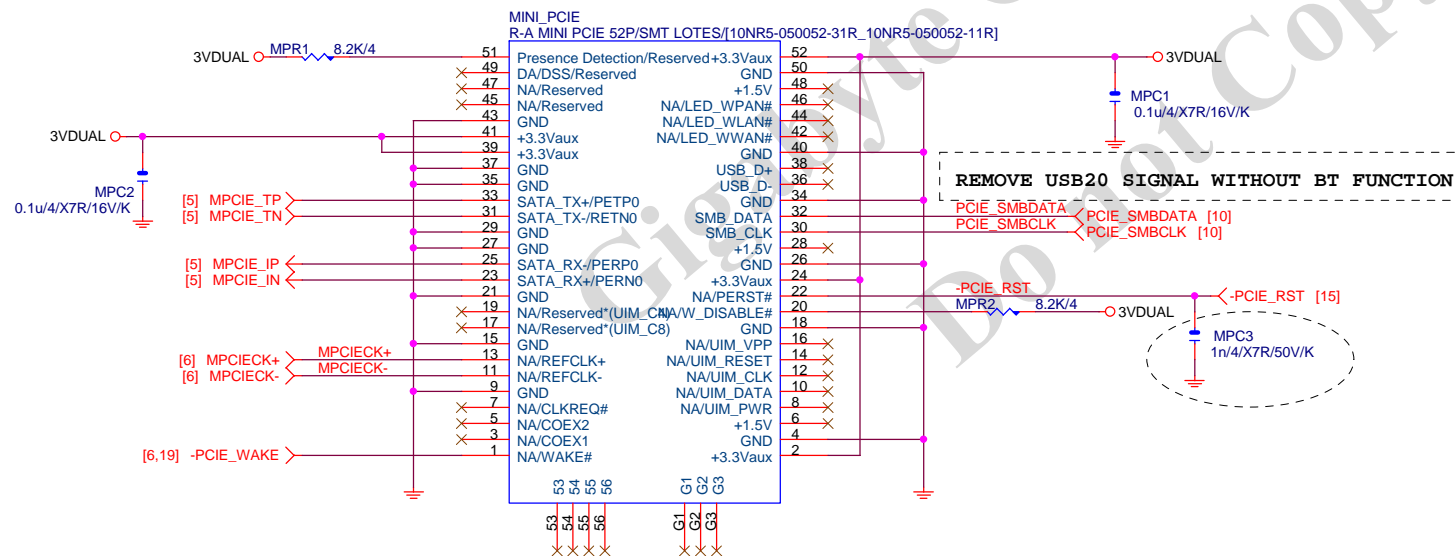 MINI_PCIE
R-A MINI PCIE 52P/SMT LOTES/[10NR5-050052-31R_10NR5-050052-11R]
3VDUAL MPR1 8.2K/4 51 Presence Detection/Reserved +3.3Vaux 52 3VDUAL
49 DA/DSS/Reserved GND 50
47 NA/Reserved +1.5V 48
45 NA/Reserved NA/LED_WPAN# 46
43 GND NA/LED_WLAN# 44
3VDUAL 41 +3.3Vaux NA/LED_WWAN# 42
39 +3.3Vaux GND 40
37 GND USB_D+ 38
35 GND USB_D- 36
[5] MPCIE_TP 33 SATA_TX+/PETP0 GND 34
[5] MPCIE_TN 31 SATA_TX-/RETN0 SMB_DATA 32 PCIE_SMBDATA PCIE_SMBDATA [10]
29 GND SMB_CLK 30 PCIE_SMBCLK PCIE_SMBCLK [10]
27 GND +1.5V 28
[5] MPCIE_IP 25 SATA_RX-/PERP0 GND 26
[5] MPCIE_IN 23 SATA_RX+/PERN0 +3.3Vaux 24
21 GND NA/PERST# 22 -PCIE_RST -PCIE_RST [15]
19 NA/Reserved*(UIM_C4) NA/W_DISABLE# 20 MPR2 8.2K/4 3VDUAL
17 NA/Reserved*(UIM_C8) GND 18
15 GND NA/UIM_VPP 16
[6] MPCIECK+ MPCIECK+ 13 NA/REFCLK+ NA/UIM_RESET 14
[6] MPCIECK- MPCIECK- 11 NA/REFCLK- NA/UIM_CLK 12
9 GND NA/UIM_DATA 10
7 NA/CLKREQ# NA/UIM_PWR 8
5 NA/COEX2 +1.5V 6
3 NA/COEX1 GND 4
[6,19] -PCIE_WAKE 1 NA/WAKE# +3.3Vaux 2
53 54 55 56 G1 G2 G3
53 54 55 56 G1 G2 G3
MPC1
0.1u/4/X7R/16V/K
MPC2
0.1u/4/X7R/16V/K
REMOVE USB20 SIGNAL WITHOUT BT FUNCTION
MPC3
1n/4/X7R/50V/K
Gigabyte
Do not Copy